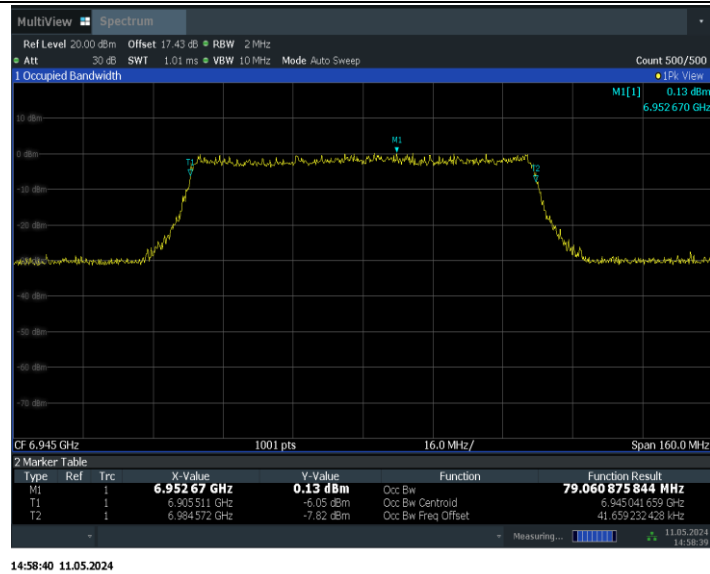 MultiView Spectrum
Ref Level 20.00 dBm Offset 17.43 dB RBW 2 MHz
Att 30 dB SWT 1.01 ms VBW 10 MHz Mode Auto Sweep Count 500/500
1 Occupied Bandwidth 1Pk View
M1[1] 0.13 dBm
6.952 670 GHz
10 dBm
M1
0 dBm
T1
T2
-10 dBm
-20 dBm
-40 dBm
-50 dBm
-60 dBm
-70 dBm
CF 6.945 GHz 1001 pts 16.0 MHz/ Span 160.0 MHz
2 Marker Table
Type Ref Trc X-Value Y-Value Function Function Result
M1 1 6.952 67 GHz 0.13 dBm Occ Bw 79.060 875 844 MHz
T1 1 6.905 511 GHz -6.05 dBm Occ Bw Centroid 6.945 041 659 GHz
T2 1 6.984 572 GHz -7.82 dBm Occ Bw Freq Offset 41.659 232 428 kHz
Measuring... 11.05.2024
14:58:39
14:58:40 11.05.2024